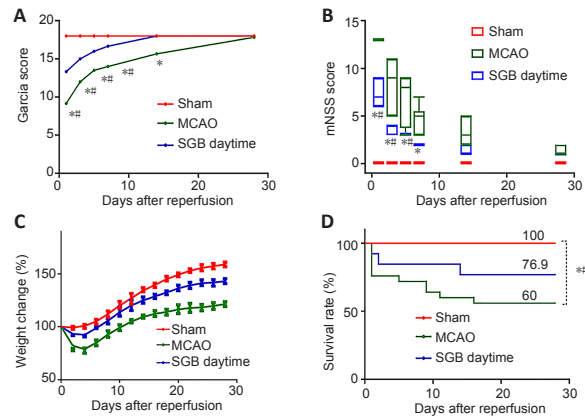 A
Garcia score
20
15
10
5
0
*#
*#
*#
*#
*
Sham
MCAO
SGB daytime
0
10
20
30
Days after reperfusion
B
mNSS score
15
10
5
0
*#
*#
*#
*
Sham
MCAO
SGB daytime
0
10
20
30
Days after reperfusion
C
Weight change (%)
150
100
50
Sham
MCAO
SGB daytime
0
10
20
30
Days after reperfusion
D
Survival rate (%)
100
50
0
100
76.9
60
Sham
MCAO
SGB daytime
0
10
20
30
Days after reperfusion